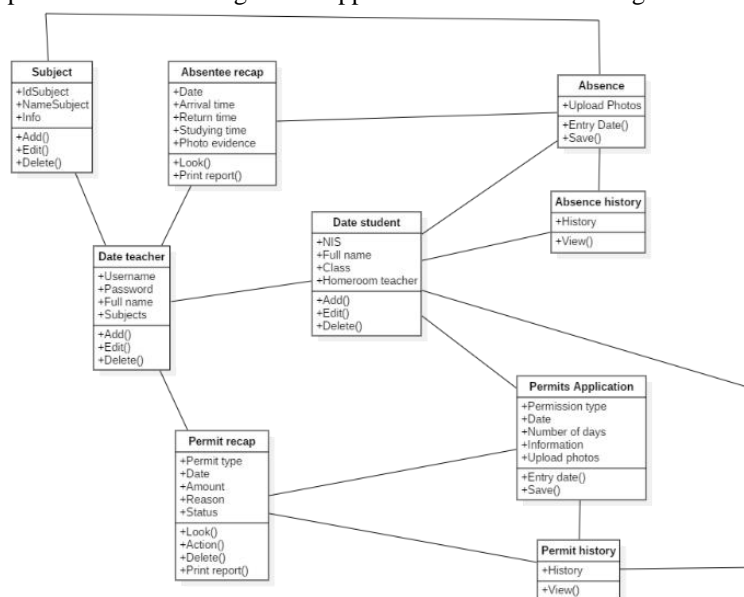 Subject
+IdSubject
+NameSubject
+Info
+Add()
+Edit()
+Delete()
Absentee recap
+Date
+Arrival time
+Return time
+Studying time
+Photo evidence
+Look()
+Print report()
Absence
+Upload Photos
+Entry Date()
+Save()
Absence history
+History
+View()
Date student
+NIS
+Full name
+Class
+Homeroom teacher
+Add()
+Edit()
+Delete()
Date teacher
+Username
+Password
+Full name
+Subjects
+Add()
+Edit()
+Delete()
Permits Application
+Permission type
+Date
+Number of days
+Information
+Upload photos
+Entry date()
+Save()
Permit recap
+Permit type
+Date
+Amount
+Reason
+Status
+Look()
+Action()
+Delete()
+Print report()
Permit history
+History
+View()